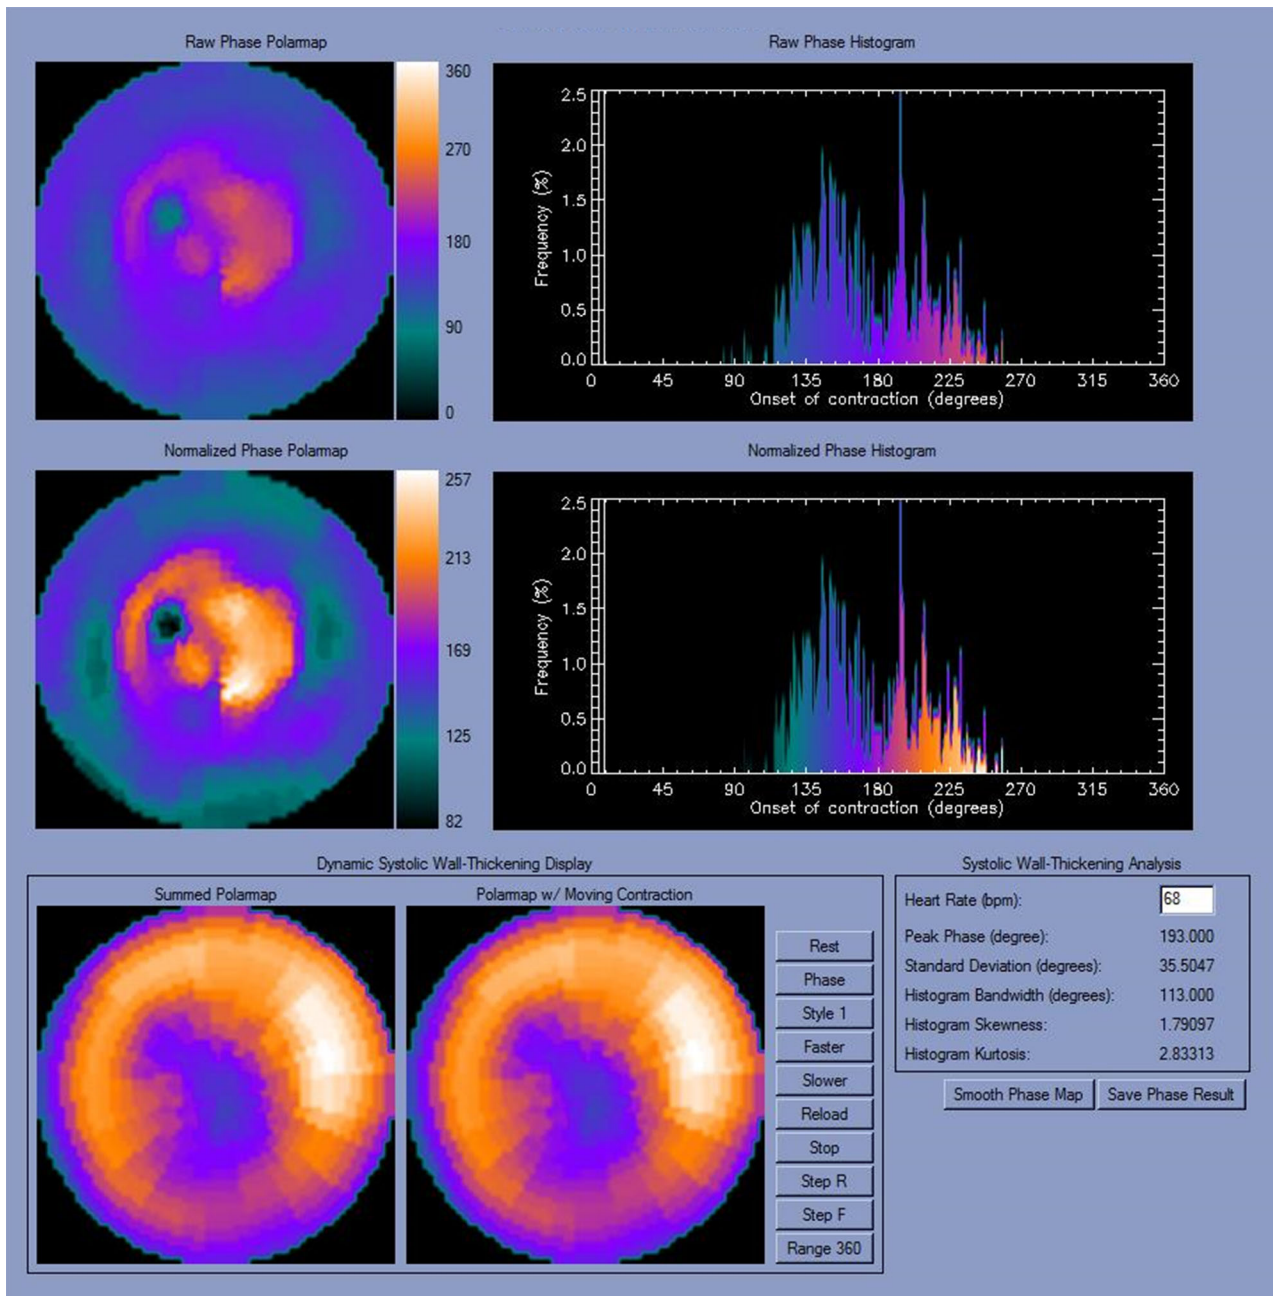 Raw Phase Polarmap
Raw Phase Histogram
360
270
180
90
0
2.5
2.0
1.5
1.0
0.5
0.0
Frequency (%)
0 45 90 135 180 225 270 315 360
Onset of contraction (degrees)
Normalized Phase Polarmap
Normalized Phase Histogram
257
213
169
125
82
2.5
2.0
1.5
1.0
0.5
0.0
Frequency (%)
0 45 90 135 180 225 270 315 360
Onset of contraction (degrees)
Dynamic Systolic Wall-Thickening Display
Summed Polarmap
Polarmap w/ Moving Contraction
Rest
Phase
Style 1
Faster
Slower
Reload
Stop
Step R
Step F
Range 360
Systolic Wall-Thickening Analysis
Heart Rate (bpm): 68
Peak Phase (degree): 193.000
Standard Deviation (degrees): 35.5047
Histogram Bandwidth (degrees): 113.000
Histogram Skewness: 1.79097
Histogram Kurtosis: 2.83313
Smooth Phase Map
Save Phase Result